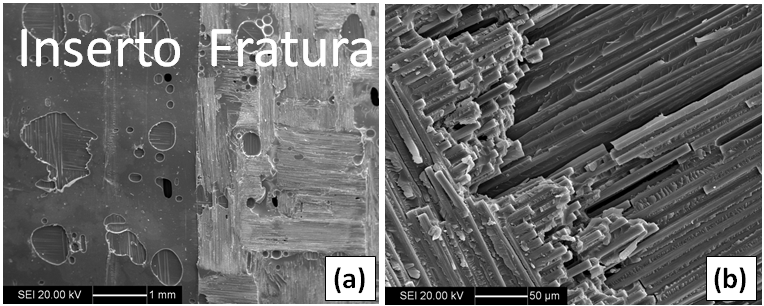 Inserto Fratura
(a)
SEI 20.00 kV 1 mm
(b)
SEI 20.00 kV 50 µm